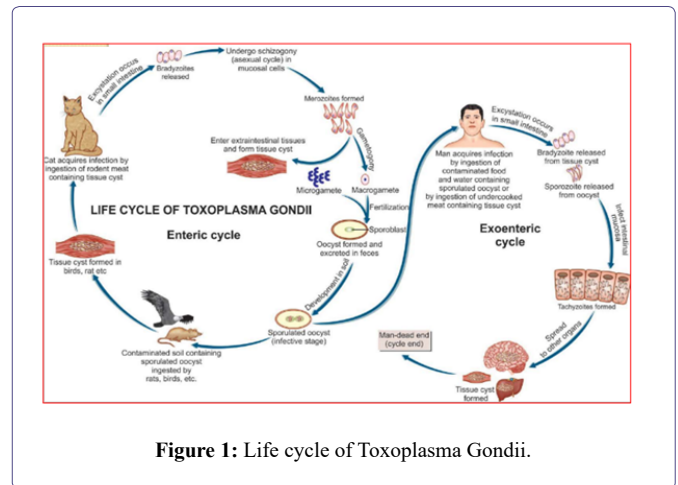 Undergo schizogony
(asexual cycle) in
mucosal cells
Bradyzoites
released
Excystation occus
in small intestine
Cat acquires infection by
ingestion of rodent meat
containing tissue cyst
Merozoites formed
Enter extraintestinal tissues
and form tissue cyst
Gametogony
Microgamete
Macrogamete
LIFE CYCLE OF TOXOPLASMA GONDII
Enteric cycle
Fertilization
Sporoblast
Oocyst formed and
excreted in feces
Development in soil
Sporulated oocyst
(infective stage)
Tissue cyst formed in
birds, rat etc
Contaminated soil containing
sporulated oocyst
ingested by
rats, birds, etc.
Man acquires infection
by ingestion of
contaminated food
and water containing
sporulated oocyst or
by ingestion of undercooked
meat containing tissue cyst
Excystation occurs
in small intestine
Bradyzoite released
from tissue cyst
Sporozoite released
from oocyst
Exoenteric
cycle
Infect intestinal
mucosa
Tachyzoites formed
Spread
to other organs
Tissue cyst
formed
Man-dead end
(cycle end)
Figure 1: Life cycle of Toxoplasma Gondii.